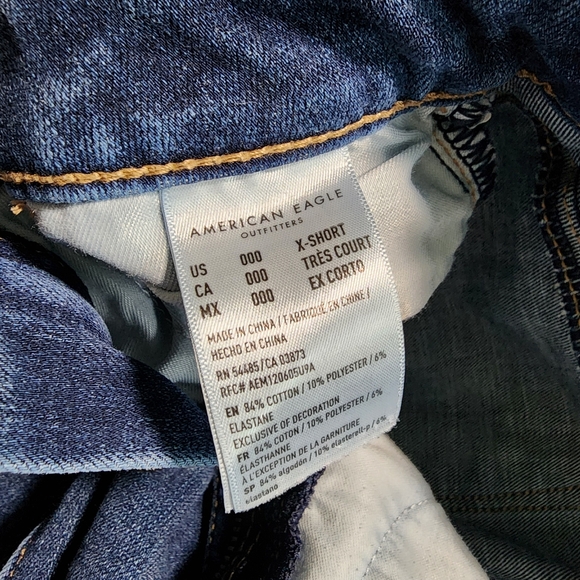 AMERICAN EAGLE
OUTFITTERS
US 000 X-SHORT
CA 000 TRÈS COURT
MX 000 EX CORTO
MADE IN CHINA / FABRIQUÉ EN CHINE /
HECHO EN CHINA
RN 54485/CA 03873
RFC# AEM120605U9A
EN 84% COTTON / 10% POLYESTER / 6%
ELASTANE
EXCLUSIVE OF DECORATION
FR 84% COTON / 10% POLYESTER / 6%
ÉLASTHANNE
À L'EXCEPTION DE LA GARNITURE
SP 84% algodón / 10% elasterell-p / 6%
elastano